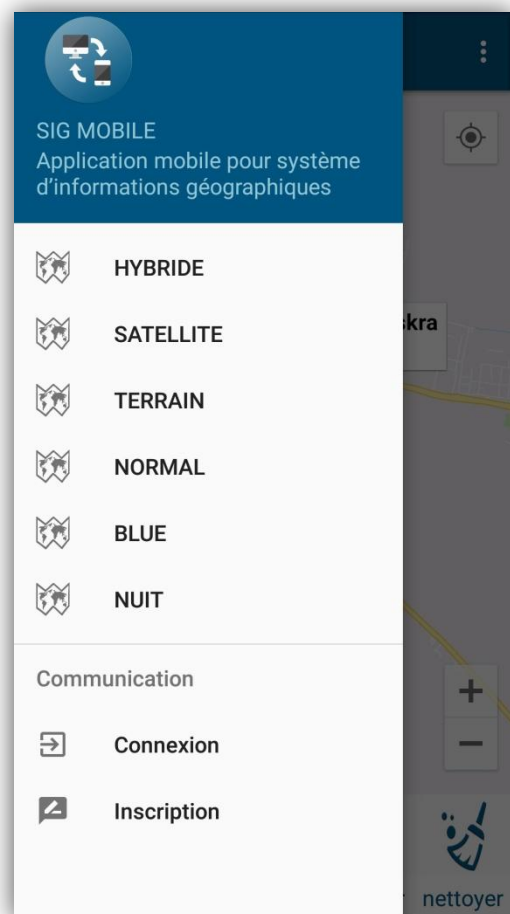 SIG MOBILE
Application mobile pour système
d'informations géographiques
HYBRIDE
SATELLITE
TERRAIN
NORMAL
BLUE
NUIT
Communication
Connexion
Inscription
kra
+
−
nettoyer